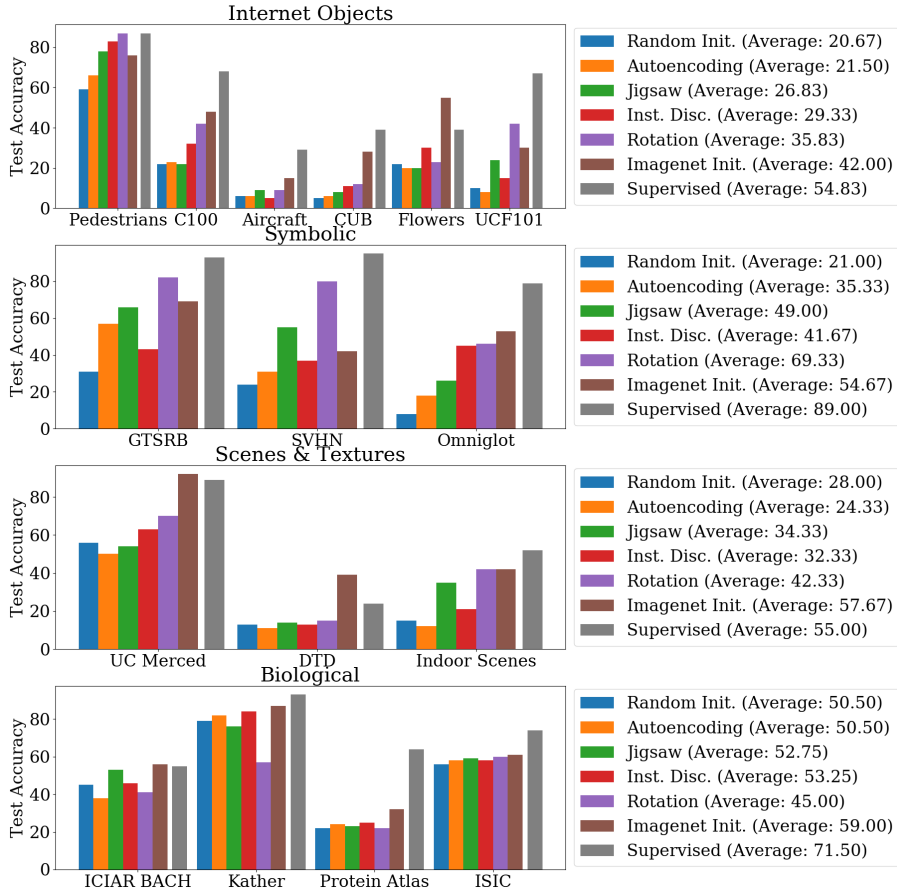 Internet Objects
Test Accuracy
80
60
40
20
0
Pedestrians C100 Aircraft CUB Flowers UCF101
Random Init. (Average: 20.67)
Autoencoding (Average: 21.50)
Jigsaw (Average: 26.83)
Inst. Disc. (Average: 29.33)
Rotation (Average: 35.83)
Imagenet Init. (Average: 42.00)
Supervised (Average: 54.83)
Symbolic
Test Accuracy
80
60
40
20
0
GTSRB SVHN Omniglot
Random Init. (Average: 21.00)
Autoencoding (Average: 35.33)
Jigsaw (Average: 49.00)
Inst. Disc. (Average: 41.67)
Rotation (Average: 69.33)
Imagenet Init. (Average: 54.67)
Supervised (Average: 89.00)
Scenes & Textures
Test Accuracy
80
60
40
20
0
UC Merced DTD Indoor Scenes
Random Init. (Average: 28.00)
Autoencoding (Average: 24.33)
Jigsaw (Average: 34.33)
Inst. Disc. (Average: 32.33)
Rotation (Average: 42.33)
Imagenet Init. (Average: 57.67)
Supervised (Average: 55.00)
Biological
Test Accuracy
80
60
40
20
0
ICIAR BACH Kather Protein Atlas ISIC
Random Init. (Average: 50.50)
Autoencoding (Average: 50.50)
Jigsaw (Average: 52.75)
Inst. Disc. (Average: 53.25)
Rotation (Average: 45.00)
Imagenet Init. (Average: 59.00)
Supervised (Average: 71.50)